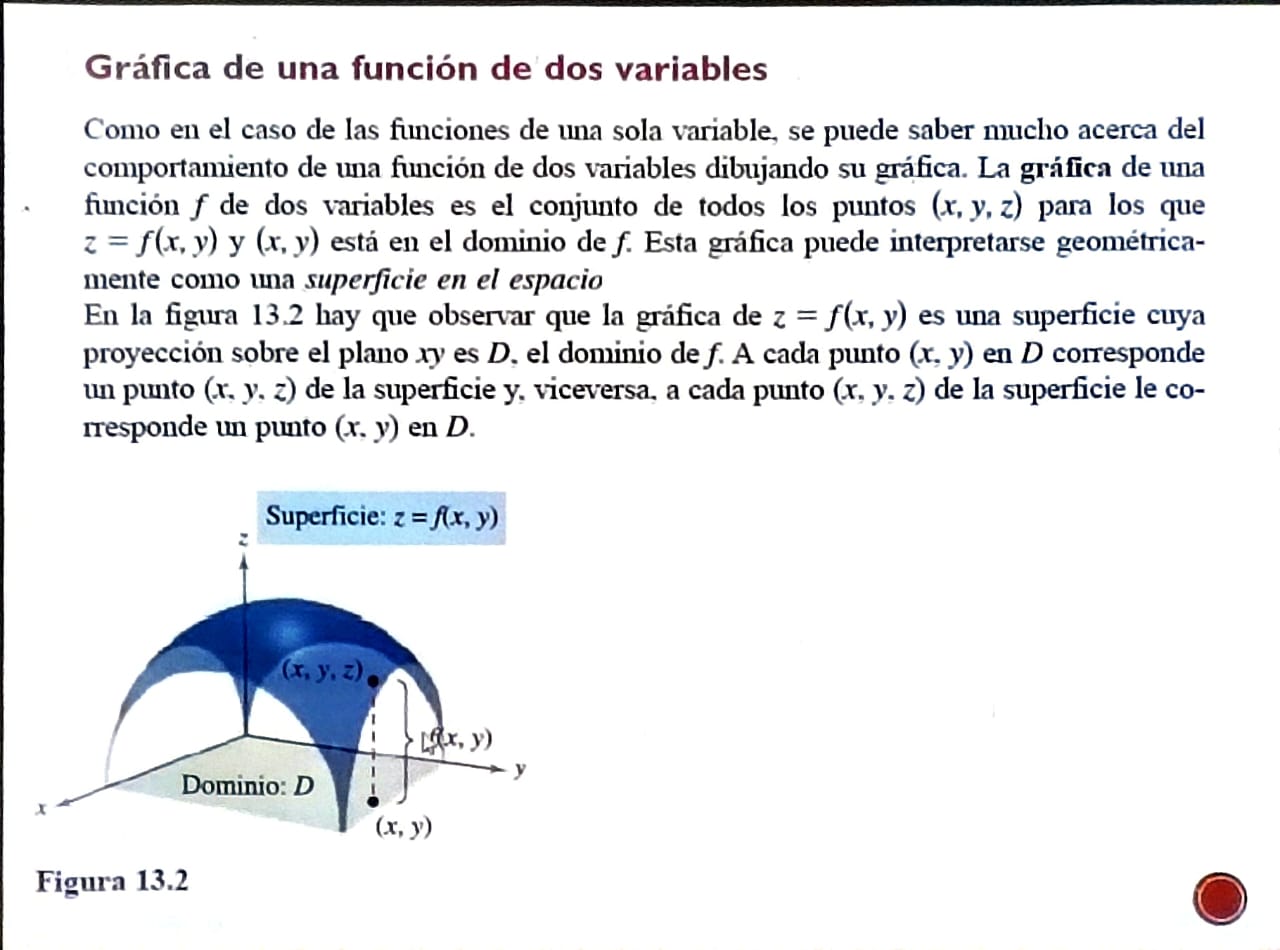 Gráfica de una función de dos variables
Como en el caso de las funciones de una sola variable, se puede saber mucho acerca del
comportamiento de una función de dos variables dibujando su gráfica. La gráfica de una
función f de dos variables es el conjunto de todos los puntos (x, y, z) para los que
z = f(x, y) y (x, y) está en el dominio de f. Esta gráfica puede interpretarse geométrica-
mente como una superficie en el espacio
En la figura 13.2 hay que observar que la gráfica de z = f(x, y) es una superficie cuya
proyección sobre el plano xy es D, el dominio de f. A cada punto (x, y) en D corresponde
un punto (x, y, z) de la superficie y, viceversa, a cada punto (x, y, z) de la superficie le co-
rresponde un punto (x, y) en D.
Superficie: z = f(x, y)
z
(x, y, z)
f(x, y)
y
Dominio: D
x
(x, y)
Figura 13.2